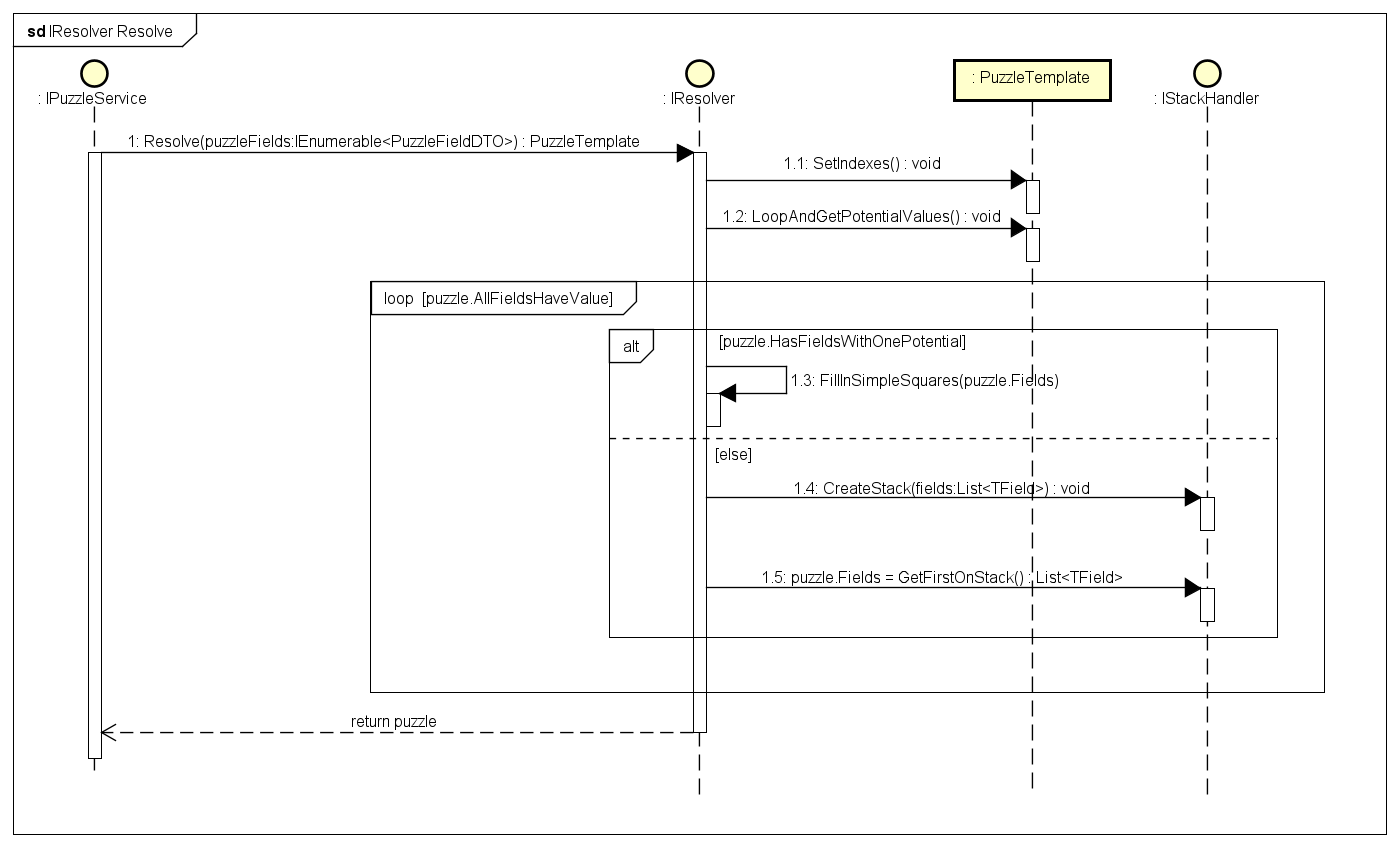 sd IResolver Resolve
: IPuzzleService
: IResolver
: PuzzleTemplate
: IStackHandler
1: Resolve(puzzleFields:IEnumerable<PuzzleFieldDTO>) : PuzzleTemplate
1.1: SetIndexes() : void
1.2: LoopAndGetPotentialValues() : void
loop [puzzle.AllFieldsHaveValue]
alt
[puzzle.HasFieldsWithOnePotential]
1.3: FillInSimpleSquares(puzzle.Fields)
[else]
1.4: CreateStack(fields:List<TField>) : void
1.5: puzzle.Fields = GetFirstOnStack() : List<TField>
return puzzle